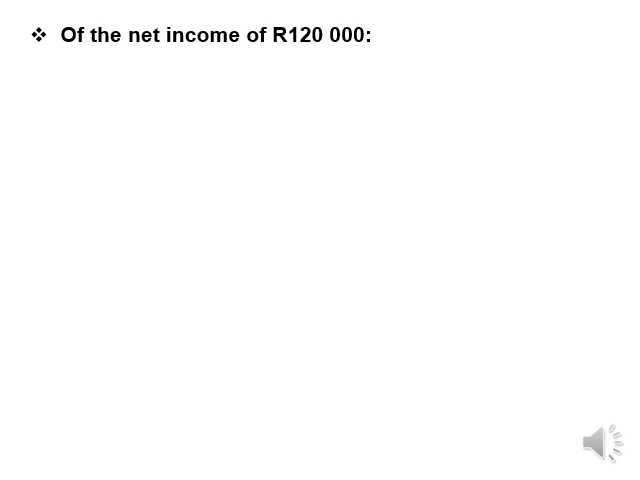 ❖ Of the net income of R120 000: